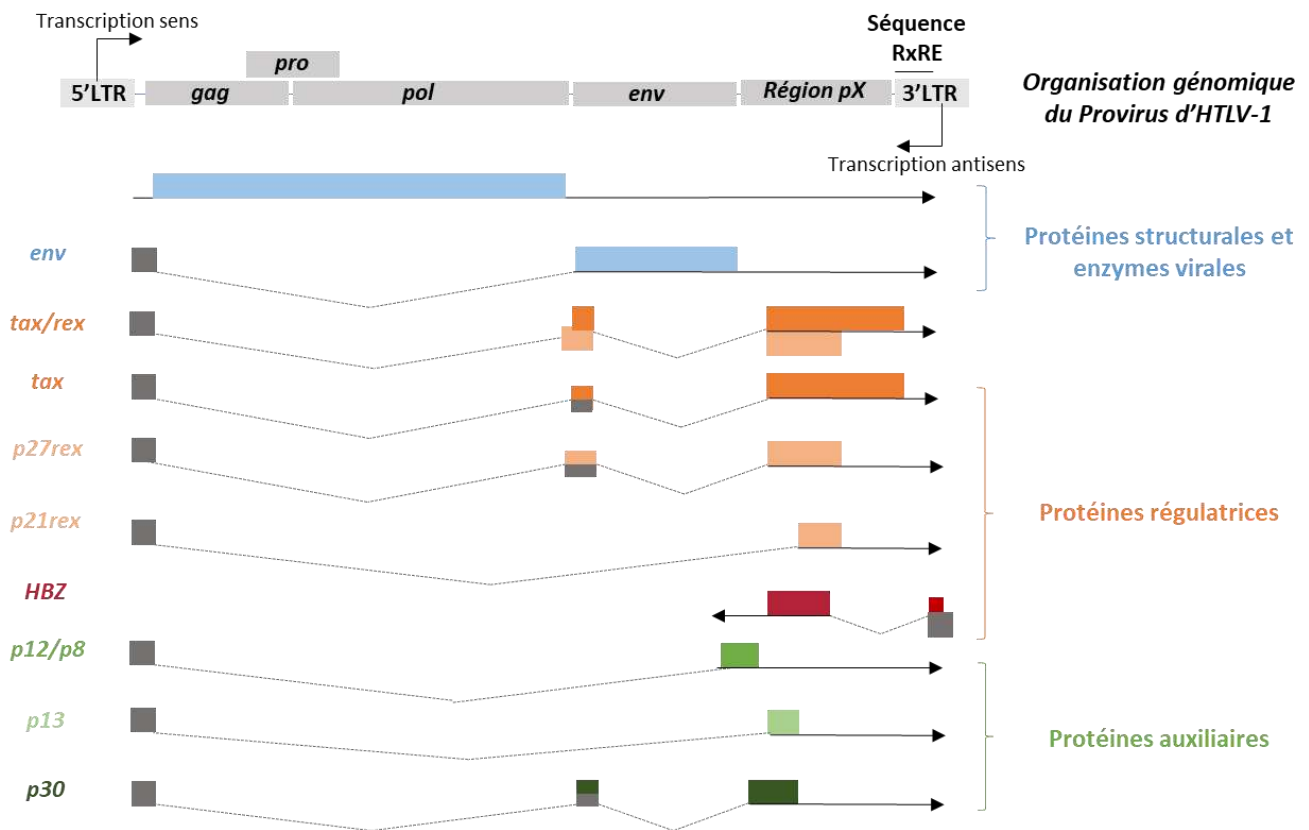 Transcription sens
Séquence
RxRE
pro
5'LTR
gag
pol
env
Région pX
3'LTR
Organisation génomique
du Provirus d'HTLV-1
Transcription antisens
Protéines structurales et
enzymes virales
env
tax/rex
tax
p27rex
p21rex
Protéines régulatrices
HBZ
p12/p8
p13
Protéines auxiliaires
p30